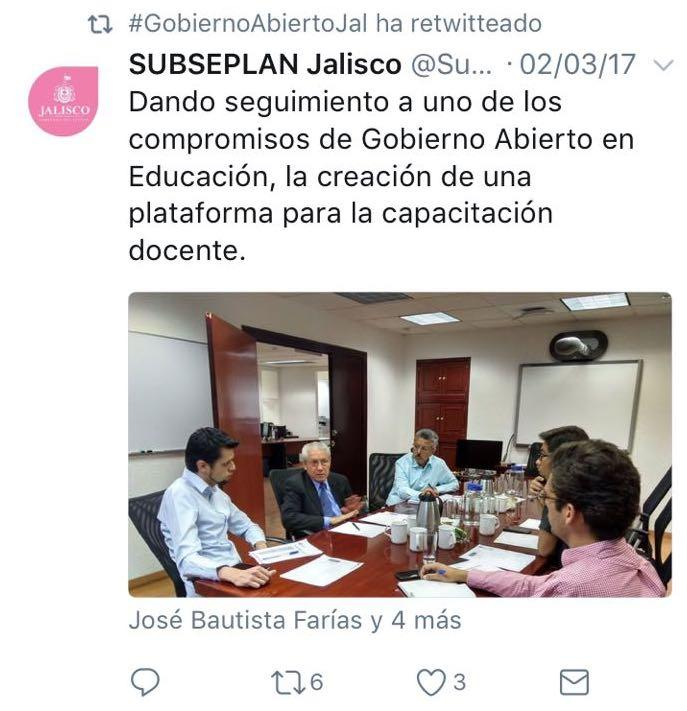 #GobiernoAbiertoJal ha retwitteado
SUBSEPLAN Jalisco @Su... · 02/03/17
JALISCO
Dando seguimiento a uno de los
compromisos de Gobierno Abierto en
Educación, la creación de una
plataforma para la capacitación
docente.
José Bautista Farías y 4 más
6
3